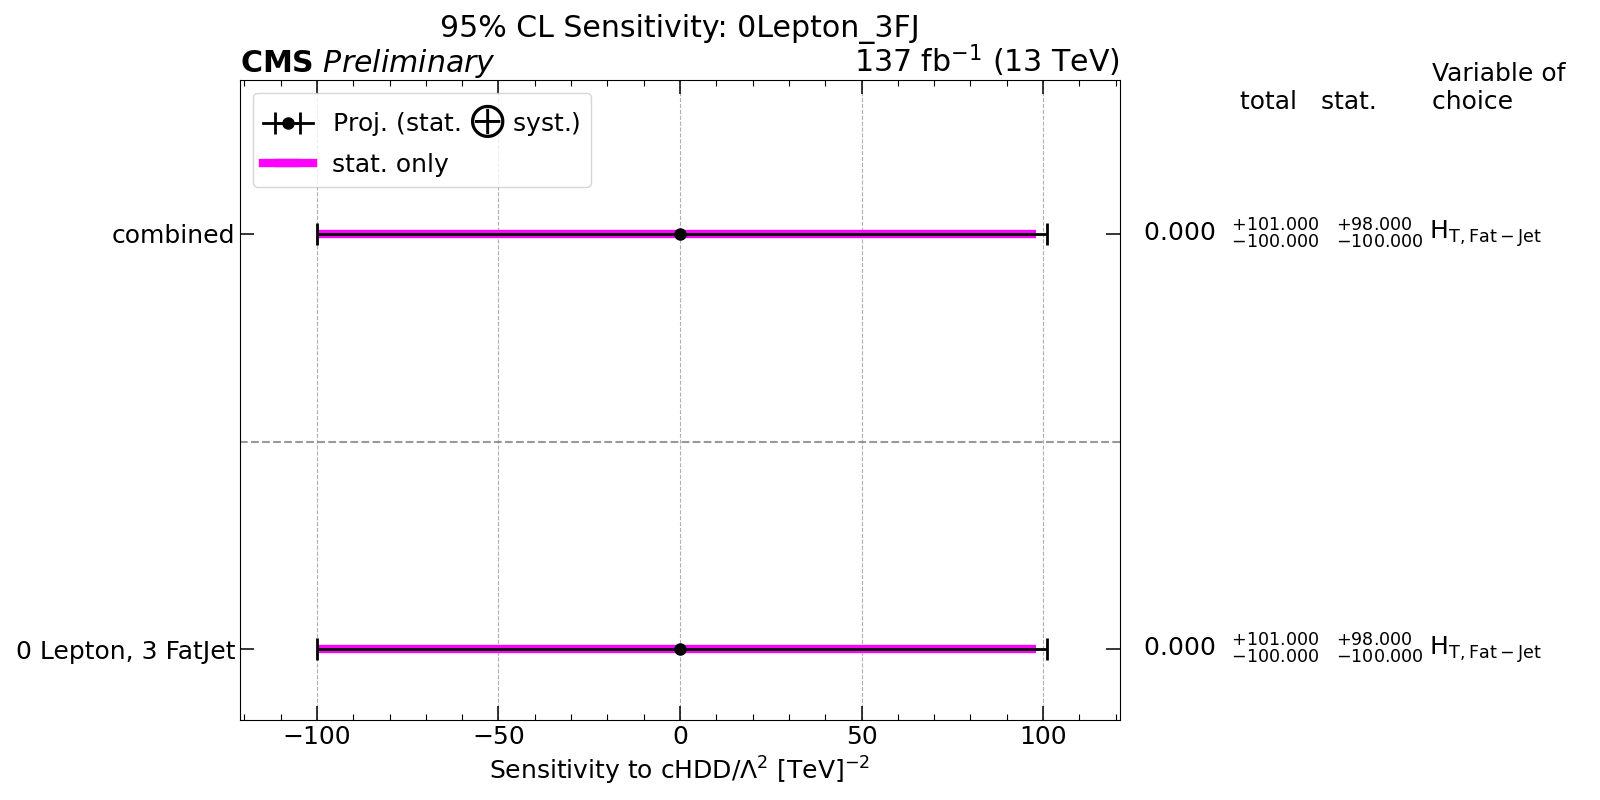 95% CL Sensitivity: 0Lepton_3FJ
CMS Preliminary 137 fb⁻¹ (13 TeV)
total stat. Variable of choice
Proj. (stat. ⊕ syst.)
stat. only
combined 0.000 +101.000 −100.000 +98.000 −100.000 H_T, Fat−Jet
0 Lepton, 3 FatJet 0.000 +101.000 −100.000 +98.000 −100.000 H_T, Fat−Jet
−100 −50 0 50 100
Sensitivity to cHDD/Λ² [TeV]⁻²